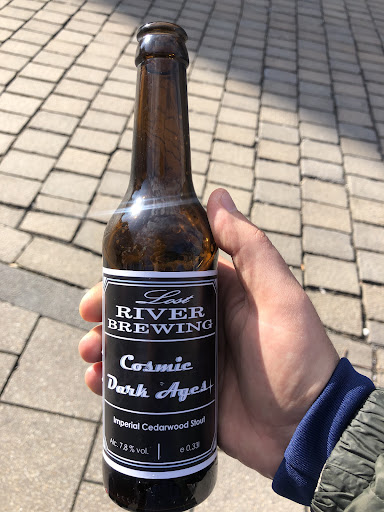 Lost
RIVER
BREWING
Cosmic
Dark Ages
Imperial Cedarwood Stout
Alc. 7.8 % vol.
e 0.33l